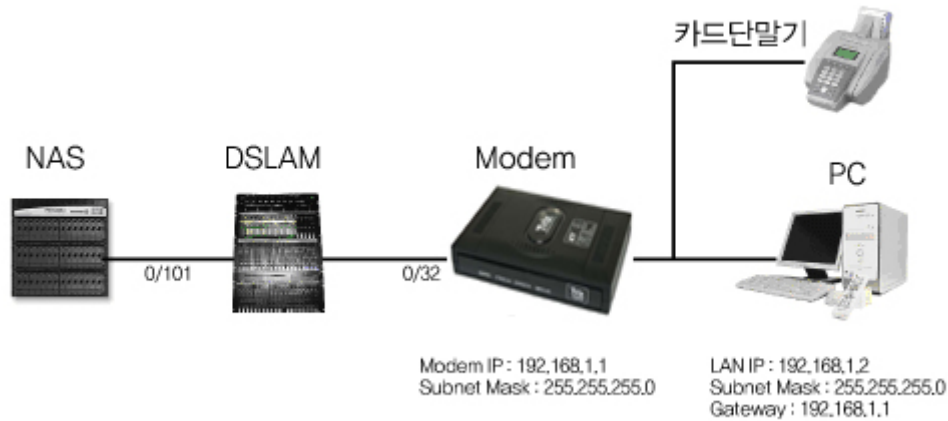 카드단말기
NAS
DSLAM
Modem
PC
0/101
0/32
Modem IP : 192,168,1,1
Subnet Mask : 255,255,255,0
LAN IP : 192,168,1,2
Subnet Mask : 255,255,255,0
Gateway : 192,168,1,1